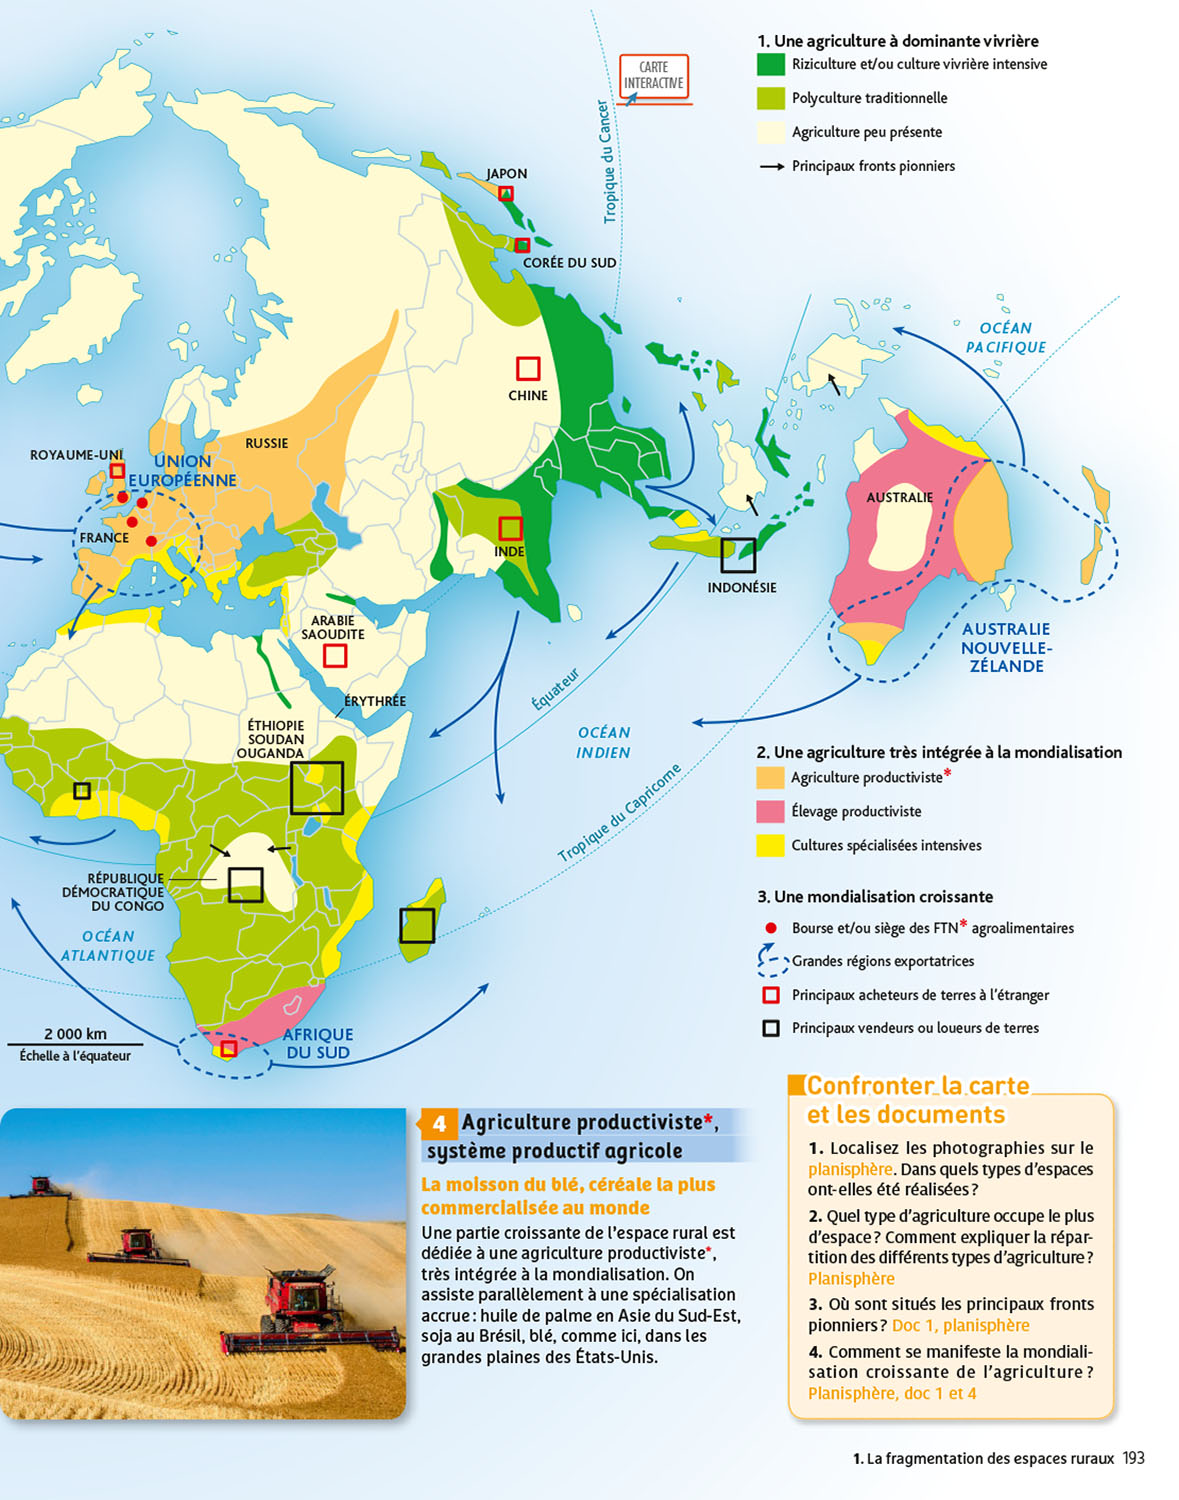 1. Une agriculture à dominante vivrière
Riziculture et/ou culture vivrière intensive
Polyculture traditionnelle
Agriculture peu présente
Principaux fronts pionniers
CARTE
INTERACTIVE
Tropique du Cancer
JAPON
CORÉE DU SUD
OCÉAN
PACIFIQUE
CHINE
RUSSIE
ROYAUME-UNI
UNION
EUROPÉENNE
FRANCE
INDE
AUSTRALIE
INDONÉSIE
ARABIE
SAOUDITE
AUSTRALIE
NOUVELLE-
ZÉLANDE
ÉRYTHRÉE
Équateur
ÉTHIOPIE
SOUDAN
OUGANDA
OCÉAN
INDIEN
Tropique du Capricorne
RÉPUBLIQUE
DÉMOCRATIQUE
DU CONGO
OCÉAN
ATLANTIQUE
AFRIQUE
DU SUD
2 000 km
Échelle à l'équateur
2. Une agriculture très intégrée à la mondialisation
Agriculture productiviste*
Élevage productiviste
Cultures spécialisées intensives
3. Une mondialisation croissante
Bourse et/ou siège des FTN* agroalimentaires
Grandes régions exportatrices
Principaux acheteurs de terres à l'étranger
Principaux vendeurs ou loueurs de terres
4 Agriculture productiviste*,
système productif agricole
La moisson du blé, céréale la plus
commercialisée au monde
Une partie croissante de l'espace rural est
dédiée à une agriculture productiviste*,
très intégrée à la mondialisation. On
assiste parallèlement à une spécialisation
accrue : huile de palme en Asie du Sud-Est,
soja au Brésil, blé, comme ici, dans les
grandes plaines des États-Unis.
Confronter la carte
et les documents
1. Localisez les photographies sur le
planisphère. Dans quels types d'espaces
ont-elles été réalisées ?
2. Quel type d'agriculture occupe le plus
d'espace ? Comment expliquer la répar-
tition des différents types d'agriculture ?
Planisphère
3. Où sont situés les principaux fronts
pionniers ? Doc 1, planisphère
4. Comment se manifeste la mondiali-
sation croissante de l'agriculture ?
Planisphère, doc 1 et 4
1. La fragmentation des espaces ruraux 193